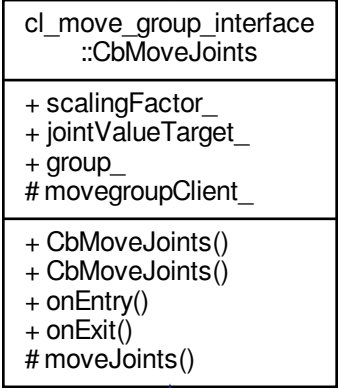 cl_move_group_interface
::CbMoveJoints
+ scalingFactor_
+ jointValueTarget_
+ group_
# movegroupClient_
+ CbMoveJoints()
+ CbMoveJoints()
+ onEntry()
+ onExit()
# moveJoints()